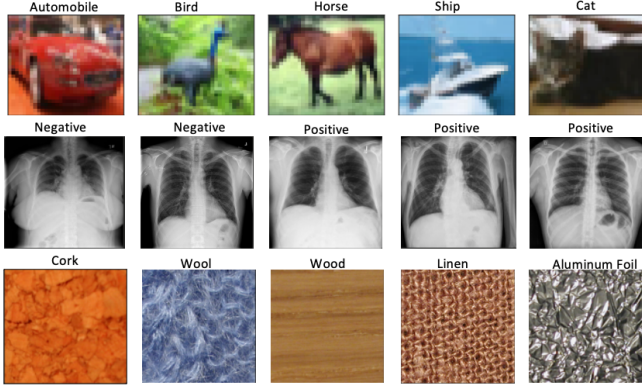 Automobile Bird Horse Ship Cat
Negative Negative Positive Positive Positive
Cork Wool Wood Linen Aluminum Foil